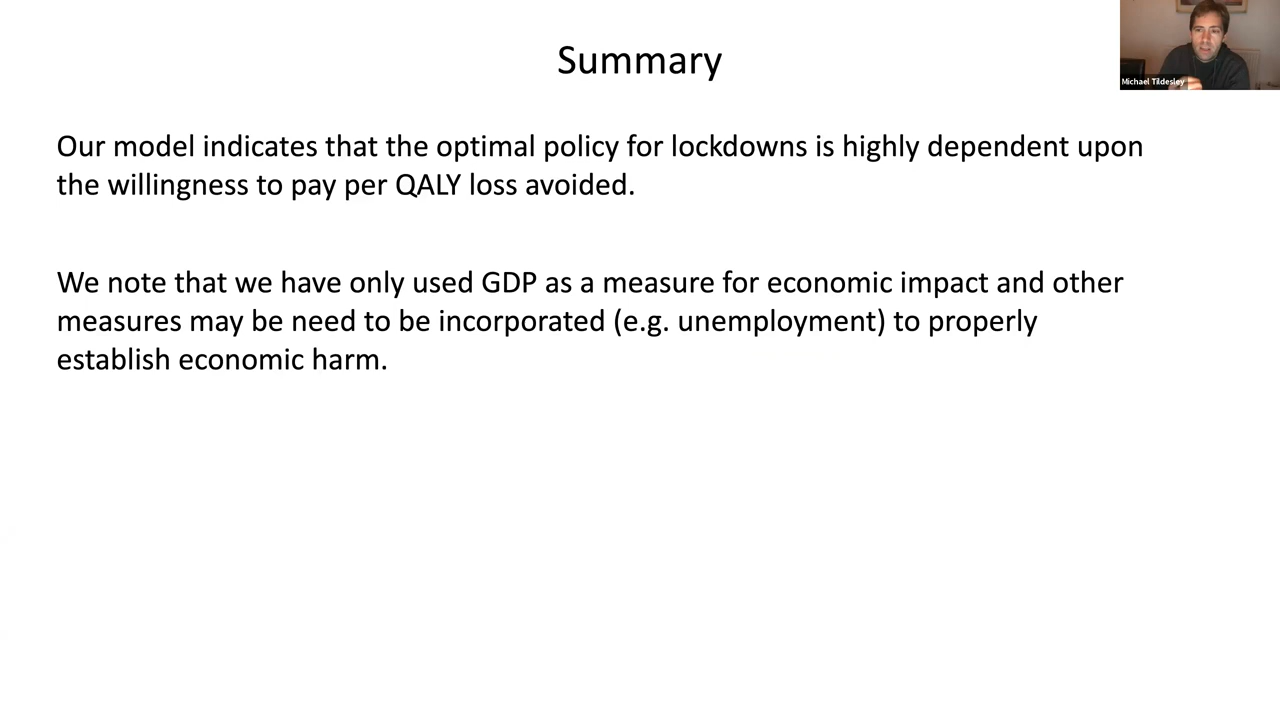 Summary
Michael Tildesley
Our model indicates that the optimal policy for lockdowns is highly dependent upon
the willingness to pay per QALY loss avoided.
We note that we have only used GDP as a measure for economic impact and other
measures may be need to be incorporated (e.g. unemployment) to properly
establish economic harm.